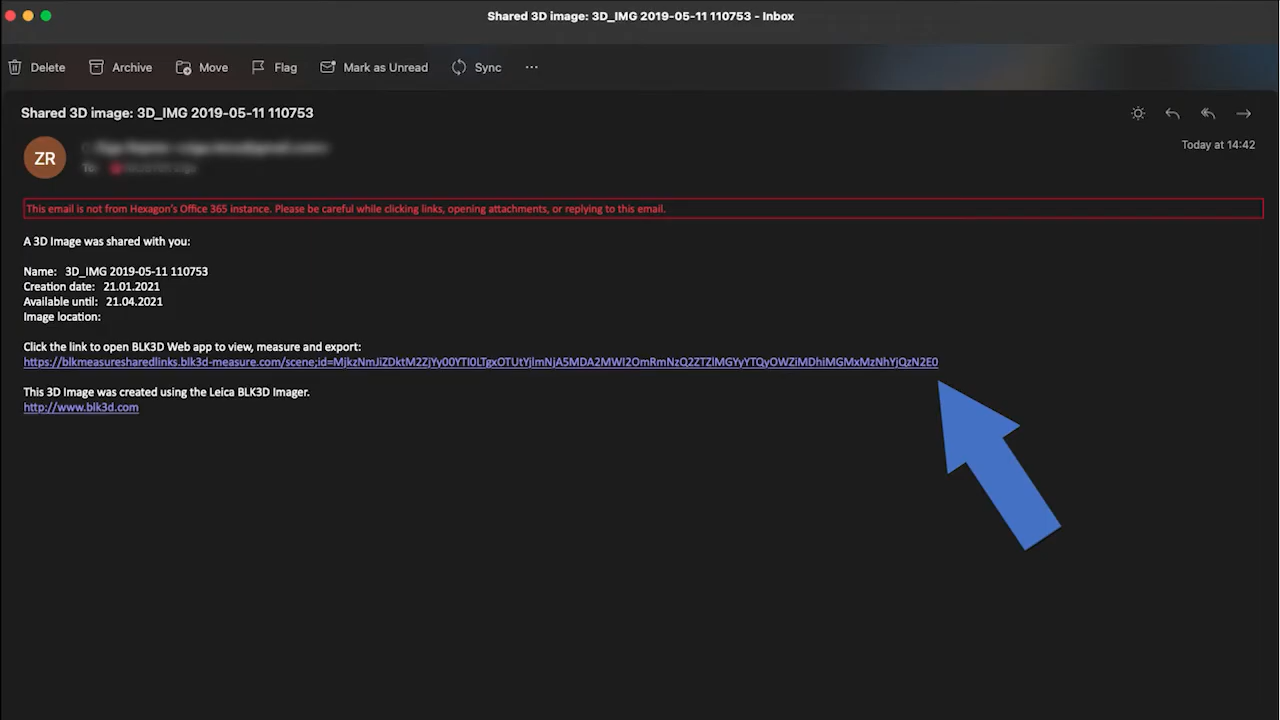 Shared 3D image: 3D_IMG 2019-05-11 110753 - Inbox
Delete Archive Move Flag Mark as Unread Sync ...
Shared 3D image: 3D_IMG 2019-05-11 110753
ZR
To:
Today at 14:42
This email is not from Hexagon's Office 365 instance. Please be careful while clicking links, opening attachments, or replying to this email.
A 3D Image was shared with you:
Name: 3D_IMG 2019-05-11 110753
Creation date: 21.01.2021
Available until: 21.04.2021
Image location:
Click the link to open BLK3D Web app to view, measure and export:
https://blkmeasuresharedlinks.blk3d-measure.com/scene;id=MjkzNmJiZDktM2ZjYy00YTI0LTgxOTUtYjlmNjA5MDA2MWI2OmRmNzQ2ZTZlMGYyYTQyOWZiMDhiMGMxMzNhYjQzN2E0
This 3D Image was created using the Leica BLK3D Imager.
http://www.blk3d.com